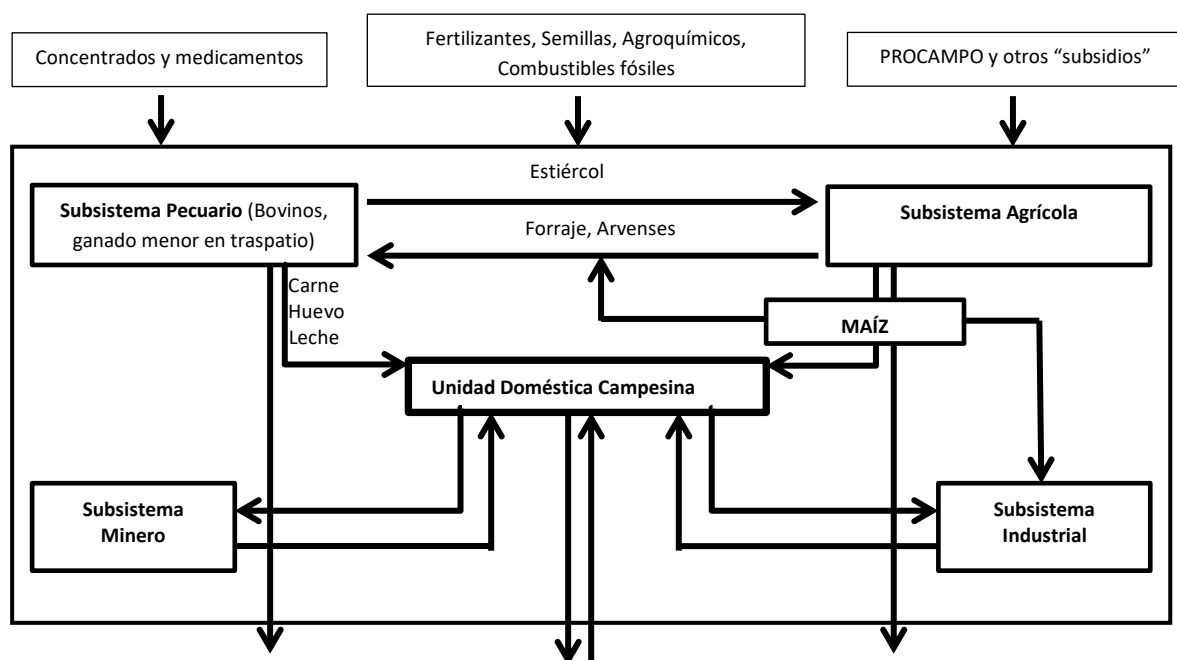 Concentrados y medicamentos
Fertilizantes, Semillas, Agroquímicos,
Combustibles fósiles
PROCAMPO y otros “subsidios”
Estiércol
Subsistema Pecuario (Bovinos,
ganado menor en traspatio)
Subsistema Agrícola
Forraje, Arvenses
Carne
Huevo
Leche
MAÍZ
Unidad Doméstica Campesina
Subsistema
Minero
Subsistema
Industrial